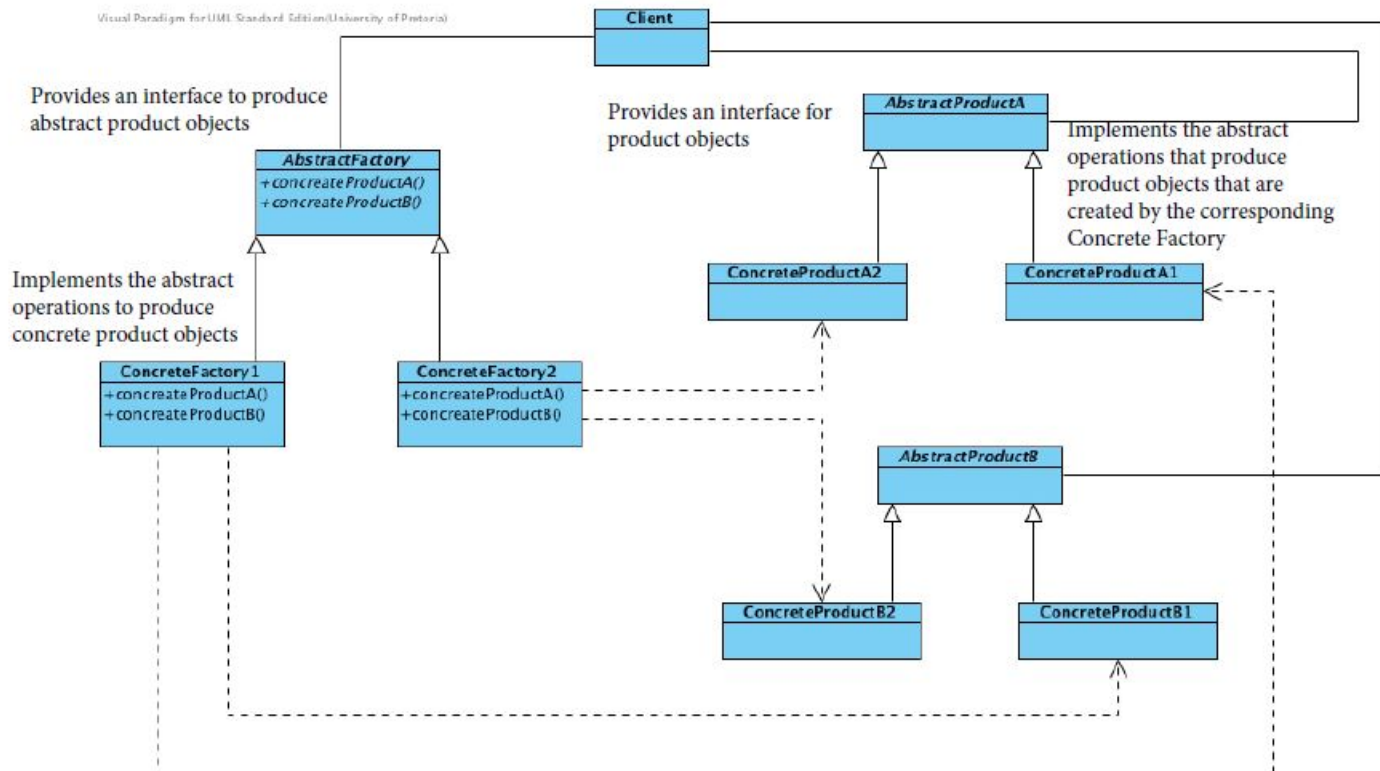 Visual Paradigm for UML Standard Edition(University of Pretoria)
Client
Provides an interface to produce
abstract product objects
Provides an interface for
product objects
AbstractProductA
Implements the abstract
operations that produce
product objects that are
created by the corresponding
Concrete Factory
AbstractFactory
+concreateProductA()
+concreateProductB()
Implements the abstract
operations to produce
concrete product objects
ConcreteProductA2
ConcreteProductA1
ConcreteFactory1
+concreateProductA()
+concreateProductB()
ConcreteFactory2
+concreateProductA()
+concreateProductB()
AbstractProductB
ConcreteProductB2
ConcreteProductB1